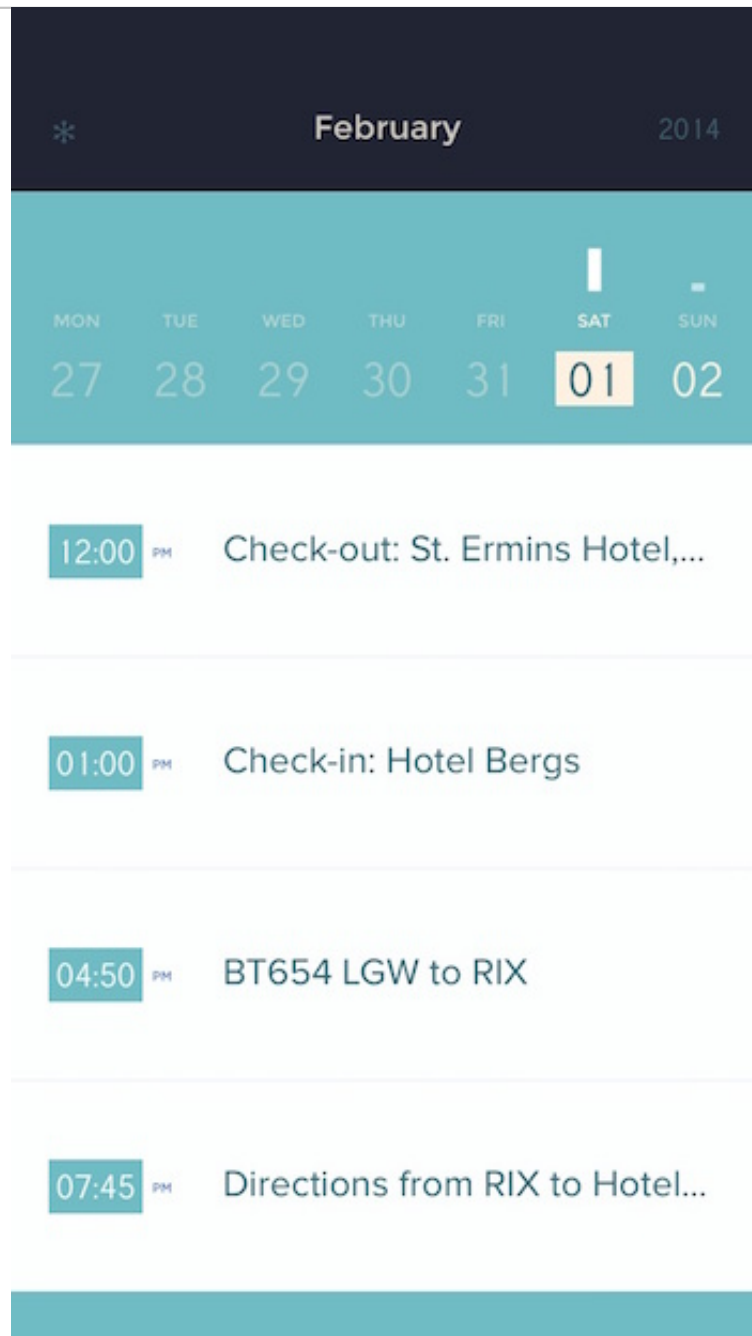 February 2014
MON TUE WED THU FRI SAT SUN
27 28 29 30 31 01 02
12:00 PM Check-out: St. Ermins Hotel,...
01:00 PM Check-in: Hotel Bergs
04:50 PM BT654 LGW to RIX
07:45 PM Directions from RIX to Hotel...